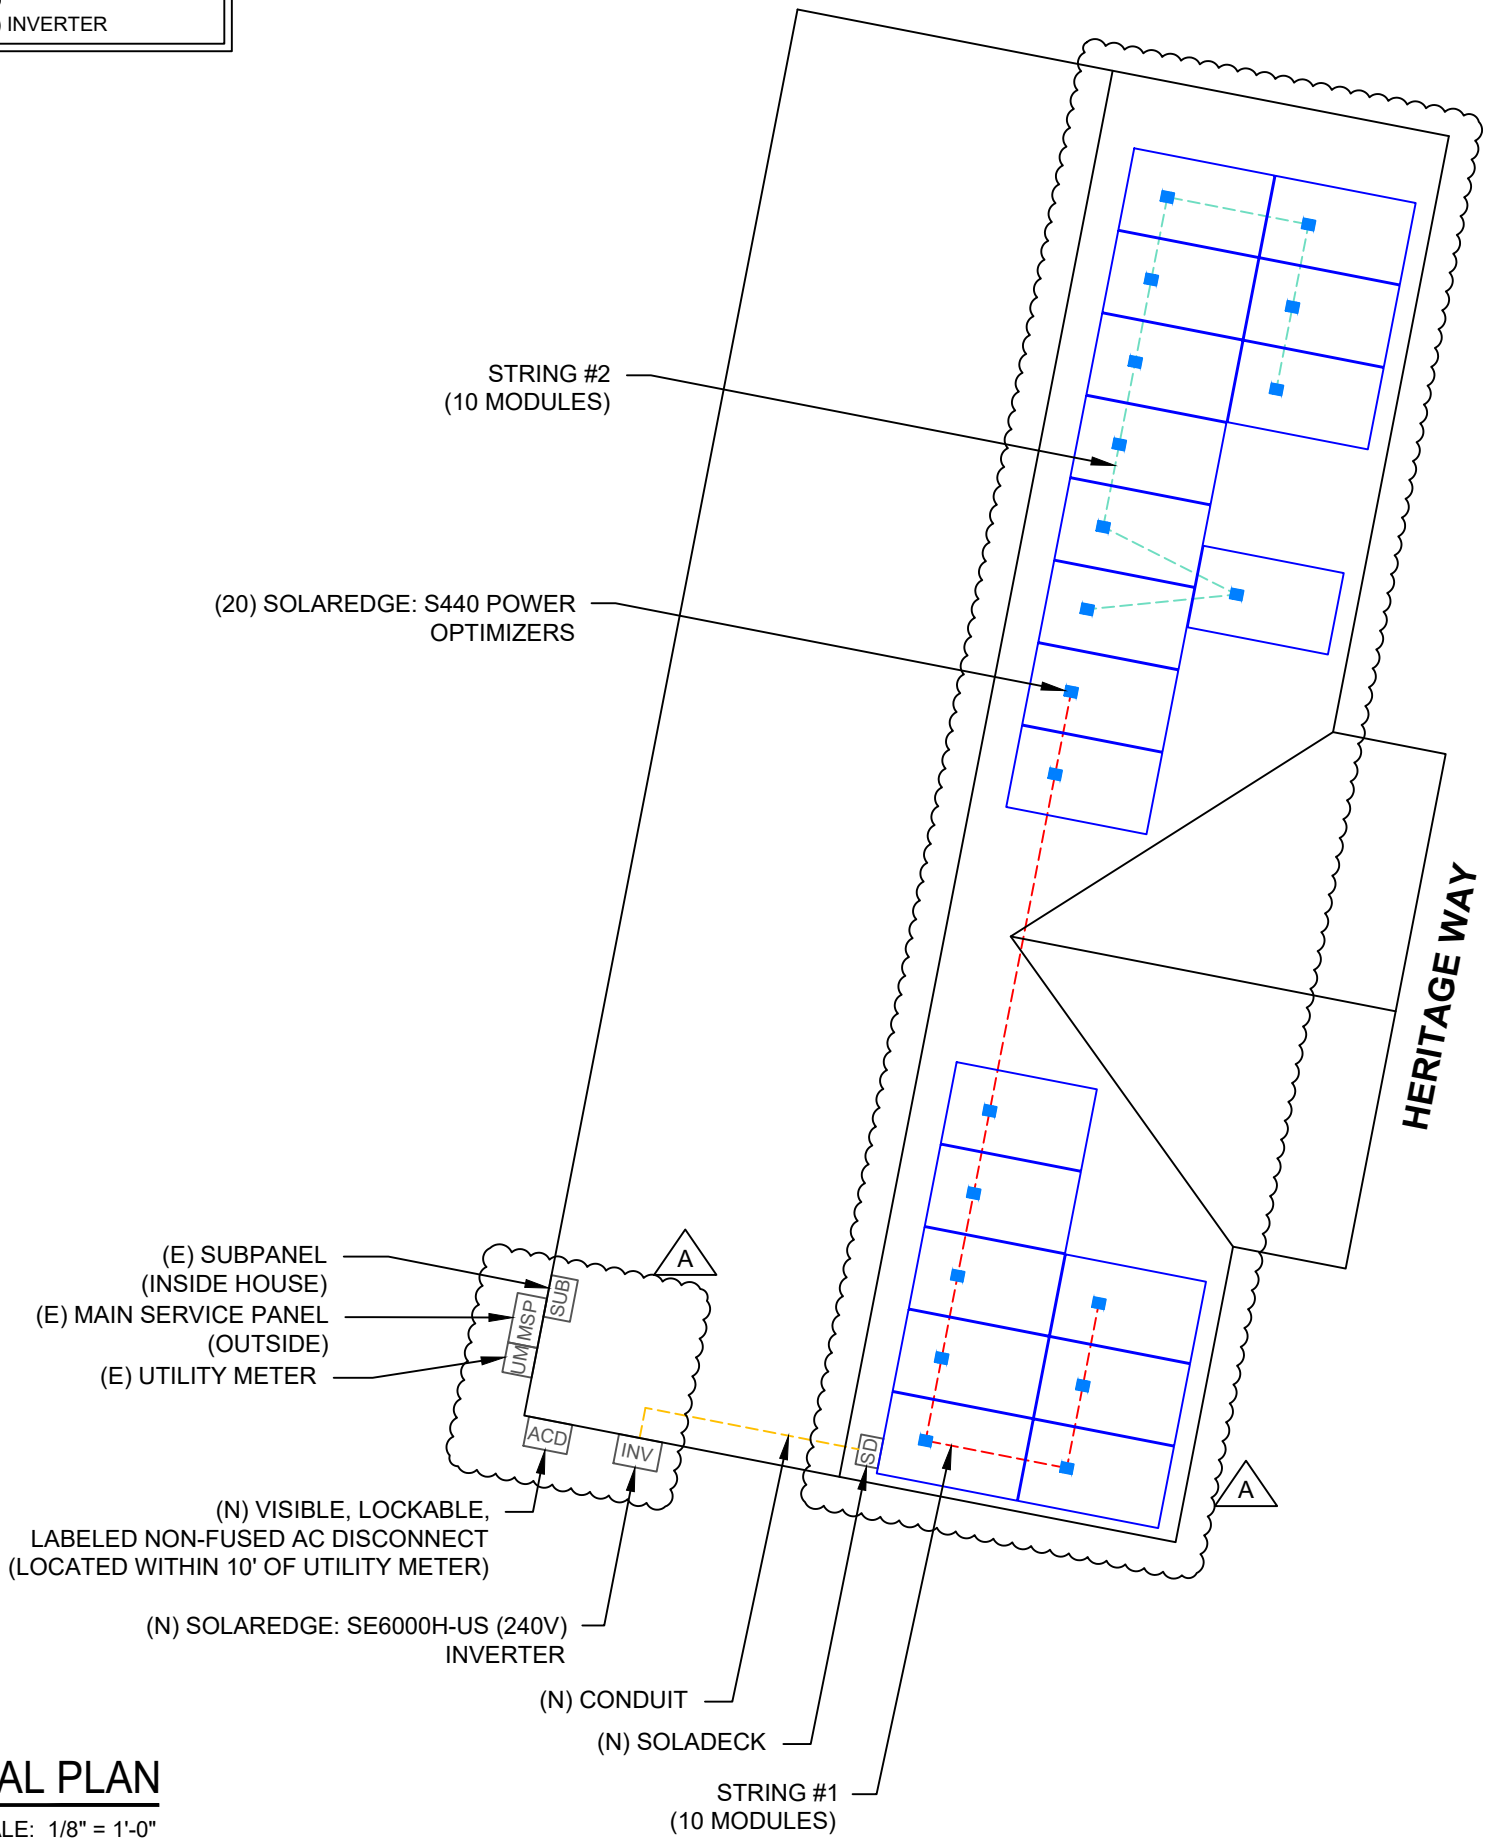 ) INVERTER
STRING #2
(10 MODULES)
(20) SOLAREDGE: S440 POWER
OPTIMIZERS
HERITAGE WAY
(E) SUBPANEL
(INSIDE HOUSE)
(E) MAIN SERVICE PANEL
(OUTSIDE)
(E) UTILITY METER
SUB
MSP
UM
A
ACD
INV
SD
A
(N) VISIBLE, LOCKABLE,
LABELED NON-FUSED AC DISCONNECT
(LOCATED WITHIN 10' OF UTILITY METER)
(N) SOLAREDGE: SE6000H-US (240V)
INVERTER
(N) CONDUIT
(N) SOLADECK
STRING #1
(10 MODULES)
AL PLAN
ALE: 1/8" = 1'-0"